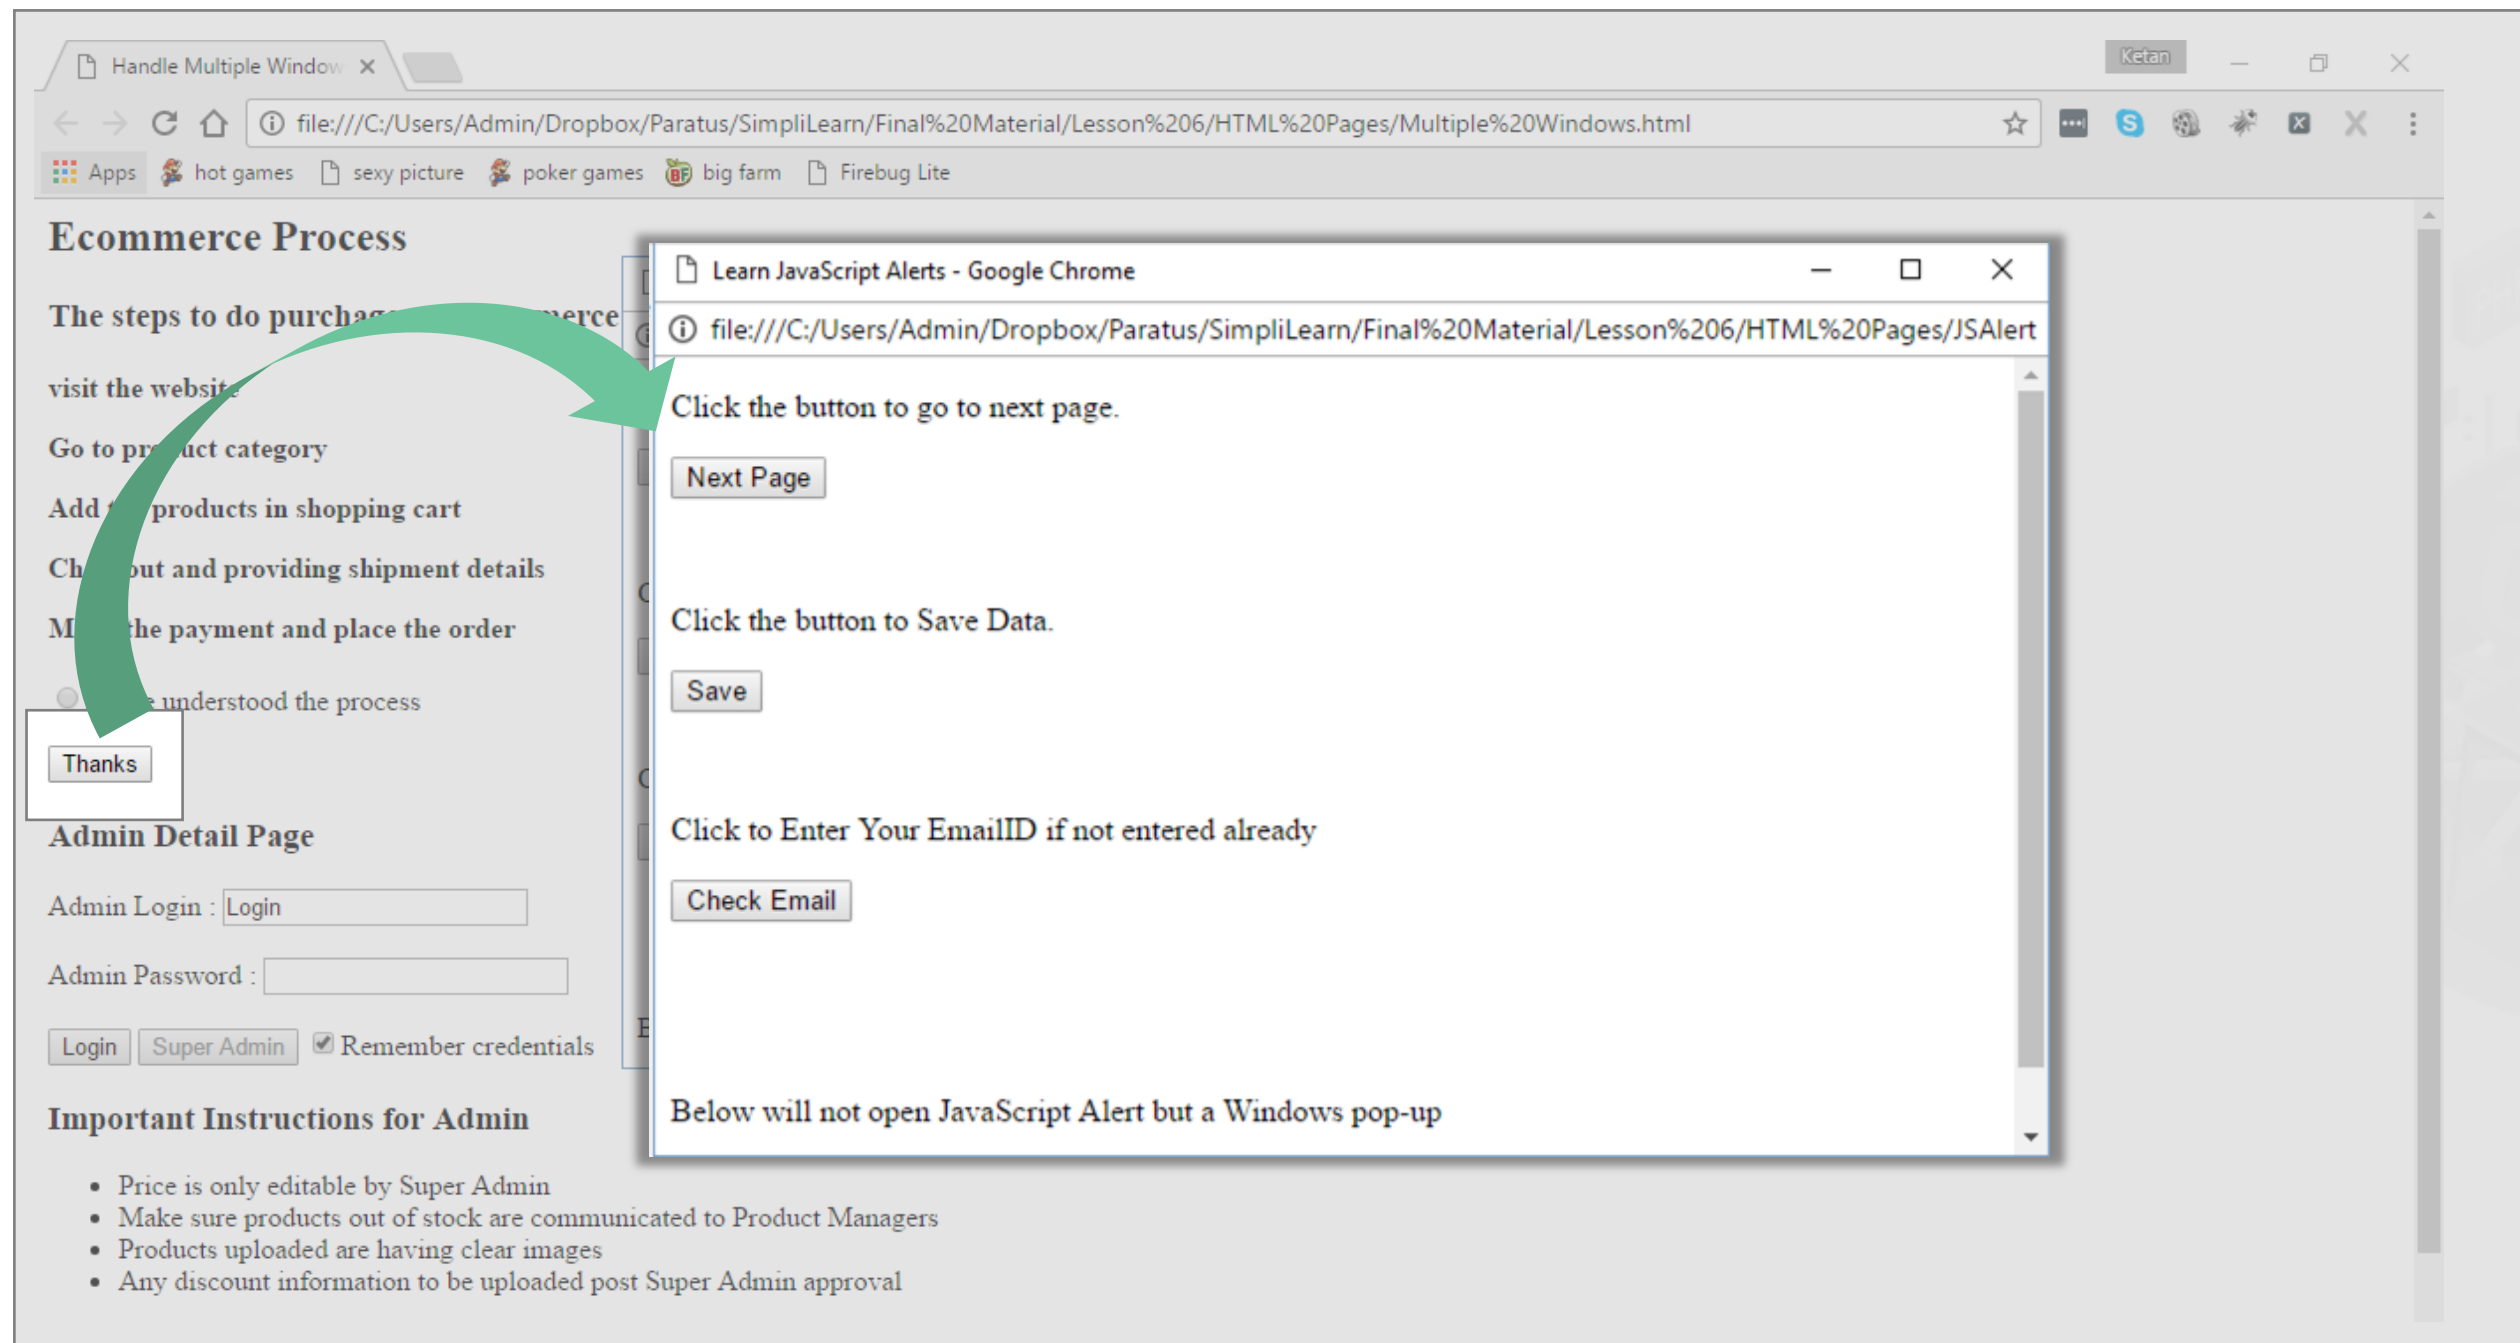 Handle Multiple Window
Ketan
file:///C:/Users/Admin/Dropbox/Paratus/SimpliLearn/Final%20Material/Lesson%206/HTML%20Pages/Multiple%20Windows.html
Apps hot games sexy picture poker games big farm Firebug Lite
Ecommerce Process
The steps to do merce
visit the website
Go to category
Add products in shopping cart
out and providing shipment details
the payment and place the order
understood the process
Thanks
Admin Detail Page
Admin Login : Login
Admin Password :
Login Super Admin Remember credentials
Important Instructions for Admin
• Price is only editable by Super Admin
• Make sure products out of stock are communicated to Product Managers
• Products uploaded are having clear images
• Any discount information to be uploaded post Super Admin approval
Learn JavaScript Alerts - Google Chrome
file:///C:/Users/Admin/Dropbox/Paratus/SimpliLearn/Final%20Material/Lesson%206/HTML%20Pages/JSAlert
Click the button to go to next page.
Next Page
Click the button to Save Data.
Save
Click to Enter Your EmailID if not entered already
Check Email
Below will not open JavaScript Alert but a Windows pop-up